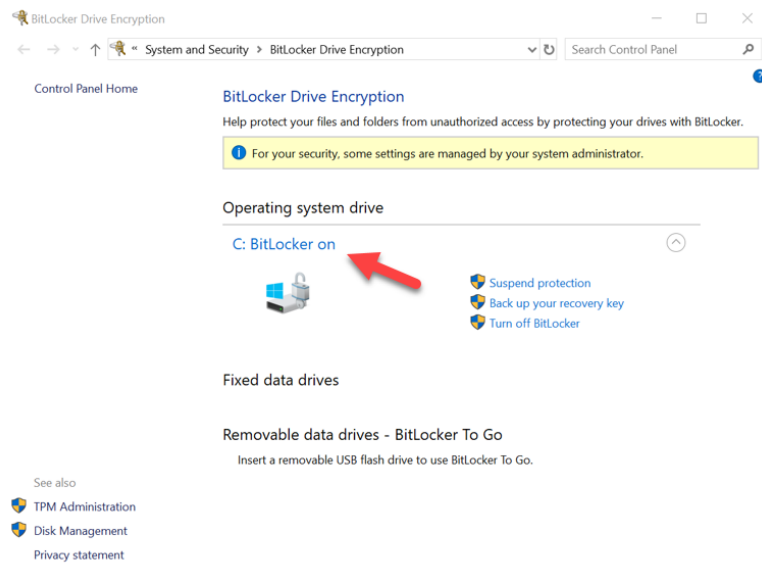 BitLocker Drive Encryption
« System and Security > BitLocker Drive Encryption
Search Control Panel
Control Panel Home
BitLocker Drive Encryption
Help protect your files and folders from unauthorized access by protecting your drives with BitLocker.
For your security, some settings are managed by your system administrator.
Operating system drive
C: BitLocker on
Suspend protection
Back up your recovery key
Turn off BitLocker
Fixed data drives
Removable data drives - BitLocker To Go
Insert a removable USB flash drive to use BitLocker To Go.
See also
TPM Administration
Disk Management
Privacy statement